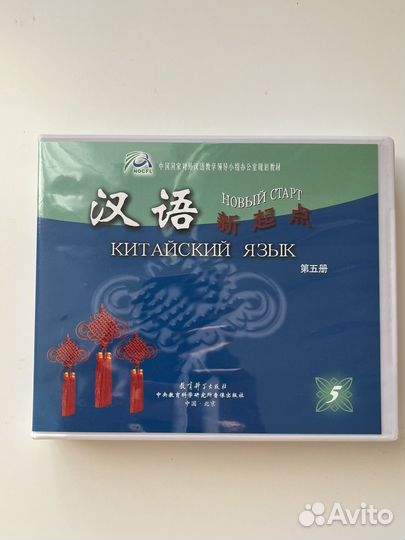 NOCFL
中国国家对外汉语教学领导小组办公室规划教材
汉语
НОВЫЙ СТАРТ
新起点
КИТАЙСКИЙ ЯЗЫК
第五册
教育科学出版社
中央教育科学研究所音像出版社
中国·北京
5
Avito